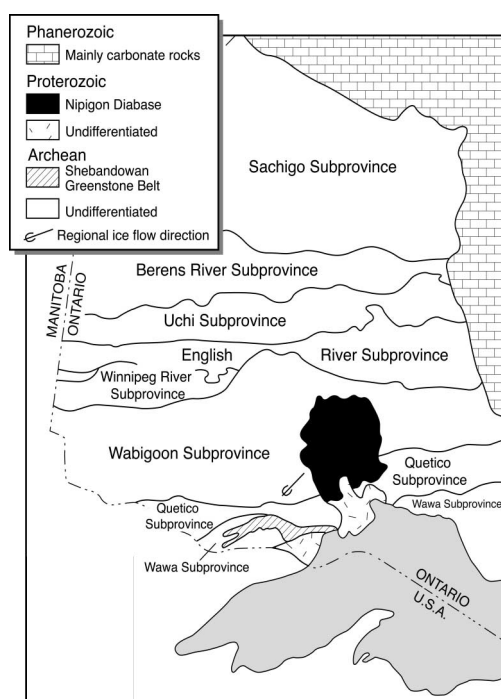 Phanerozoic
Mainly carbonate rocks
Proterozoic
Nipigon Diabase
Undifferentiated
Archean
Shebandowan
Greenstone Belt
Undifferentiated
Regional ice flow direction
Sachigo Subprovince
Berens River Subprovince
MANITOBA
ONTARIO
Uchi Subprovince
English
River Subprovince
Winnipeg River
Subprovince
Wabigoon Subprovince
Quetico
Subprovince
Wawa Subprovince
Quetico
Subprovince
Wawa Subprovince
ONTARIO
U.S.A.